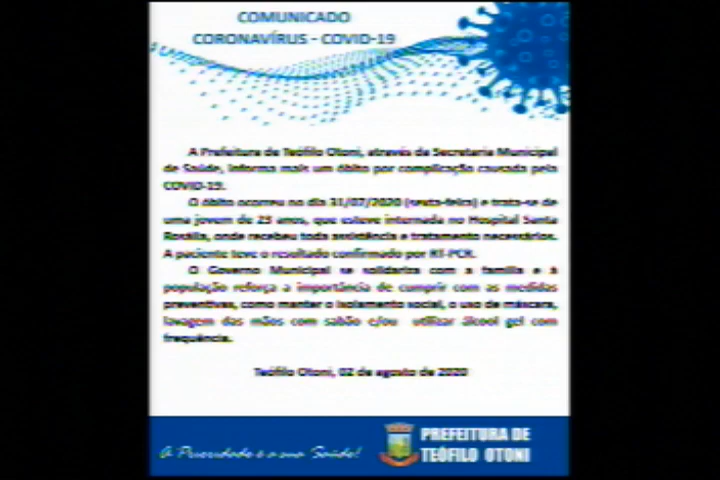 COMUNICADO
CORONAVÍRUS - COVID-19
A Prefeitura de Teófilo Otoni, através da Secretaria Municipal
de Saúde, informa mais um óbito por complicação causada pelo
COVID-19.
O óbito ocorreu no dia 31/07/2020 (sexta-feira) e trata-se de
uma jovem de 23 anos, que esteve internada no Hospital Santa
Rosália, onde recebeu toda assistência e tratamento necessários.
A paciente teve o resultado confirmado por RT-PCR.
O Governo Municipal se solidariza com a família e à
população reforça a importância de cumprir com as medidas
preventivas, como manter o isolamento social, o uso de máscara,
lavagem das mãos com sabão e/ou utilizar álcool gel com
frequência.
Teófilo Otoni, 02 de agosto de 2020
A Prioridade é a sua Saúde!
PREFEITURA DE
TEÓFILO OTONI